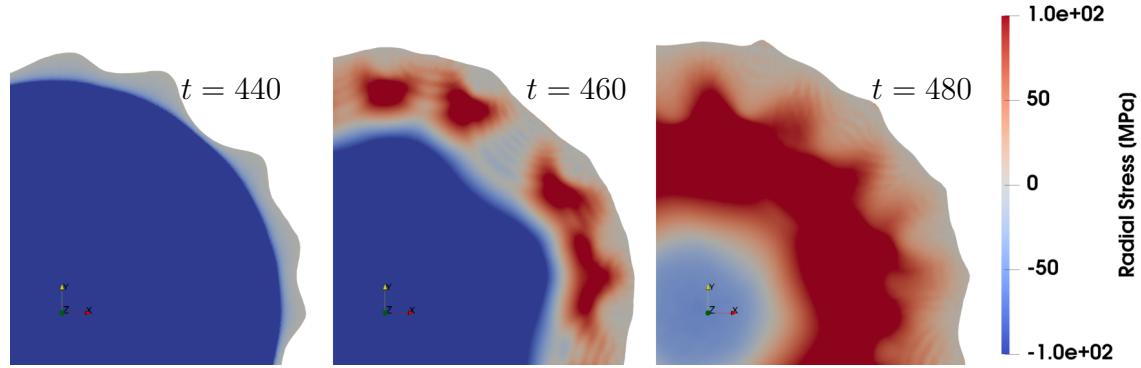 t = 440
Y
Z
X
t = 460
Y
Z
X
t = 480
Y
Z
X
1.0e+02
50
0
-50
-1.0e+02
Radial Stress (MPa)